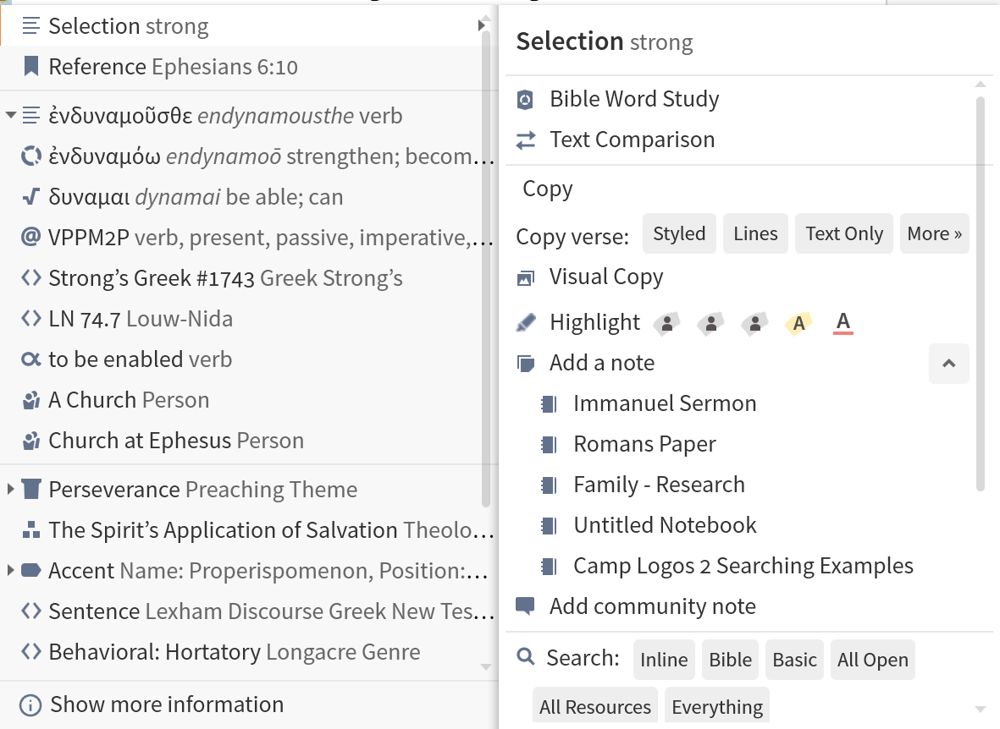 Selection strong
Reference Ephesians 6:10
ἐνδυναμοῦσθε endynamousthe verb
ἐνδυναμόω endynamoō strengthen; becom...
δυναμαι dynamai be able; can
@ VPPM2P verb, present, passive, imperative,...
Strong’s Greek #1743 Greek Strong’s
LN 74.7 Louw-Nida
to be enabled verb
A Church Person
Church at Ephesus Person
Perseverance Preaching Theme
The Spirit’s Application of Salvation Theolo...
Accent Name: Properispomenon, Position:...
Sentence Lexham Discourse Greek New Tes...
Behavioral: Hortatory Longacre Genre
Show more information
Selection strong
Bible Word Study
Text Comparison
Copy
Copy verse: Styled Lines Text Only More »
Visual Copy
Highlight A A
Add a note
Immanuel Sermon
Romans Paper
Family - Research
Untitled Notebook
Camp Logos 2 Searching Examples
Add community note
Search: Inline Bible Basic All Open
All Resources Everything